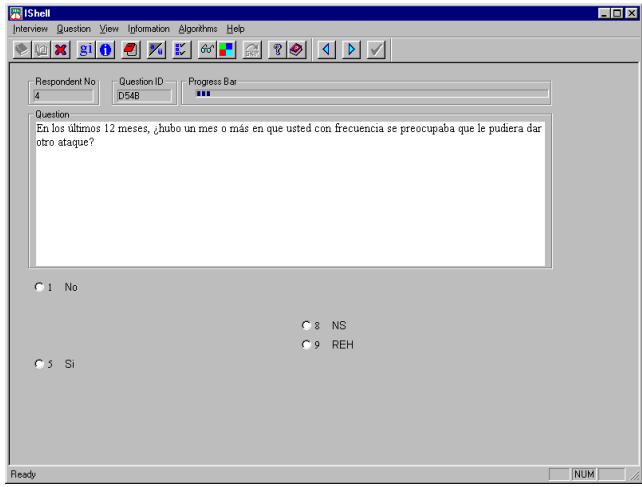 IShell
Interview Question View Information Algorithms Help
gi
SKIP
Respondent No
Question ID
Progress Bar
4
D54B
Question
En los últimos 12 meses, ¿hubo un mes o más en que usted con frecuencia se preocupaba que le pudiera dar
otro ataque?
1 No
8 NS
9 REH
5 Si
Ready
NUM